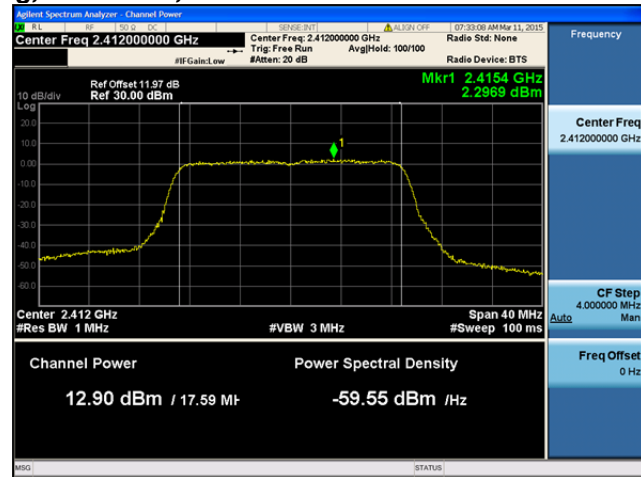 Agilent Spectrum Analyzer - Channel Power
RL RF 50 Ω DC SENSE:INT ALIGN OFF 07:33:08 AM Mar 11, 2015
Center Freq 2.412000000 GHz
Center Freq: 2.412000000 GHz
Radio Std: None
Trig: Free Run Avg|Hold: 100/100
#IFGain:Low #Atten: 20 dB Radio Device: BTS
Frequency
Ref Offset 11.97 dB
10 dB/div Ref 30.00 dBm
Log
Mkr1 2.4154 GHz
2.2969 dBm
20.0
10.0
0.00
-10.0
-20.0
-30.0
-40.0
-50.0
-60.0
1
Center Freq
2.412000000 GHz
Center 2.412 GHz Span 40 MHz
#Res BW 1 MHz #VBW 3 MHz #Sweep 100 ms
CF Step
4.000000 MHz
Auto Man
Channel Power Power Spectral Density
12.90 dBm / 17.59 MH -59.55 dBm /Hz
Freq Offset
0 Hz
MSG STATUS